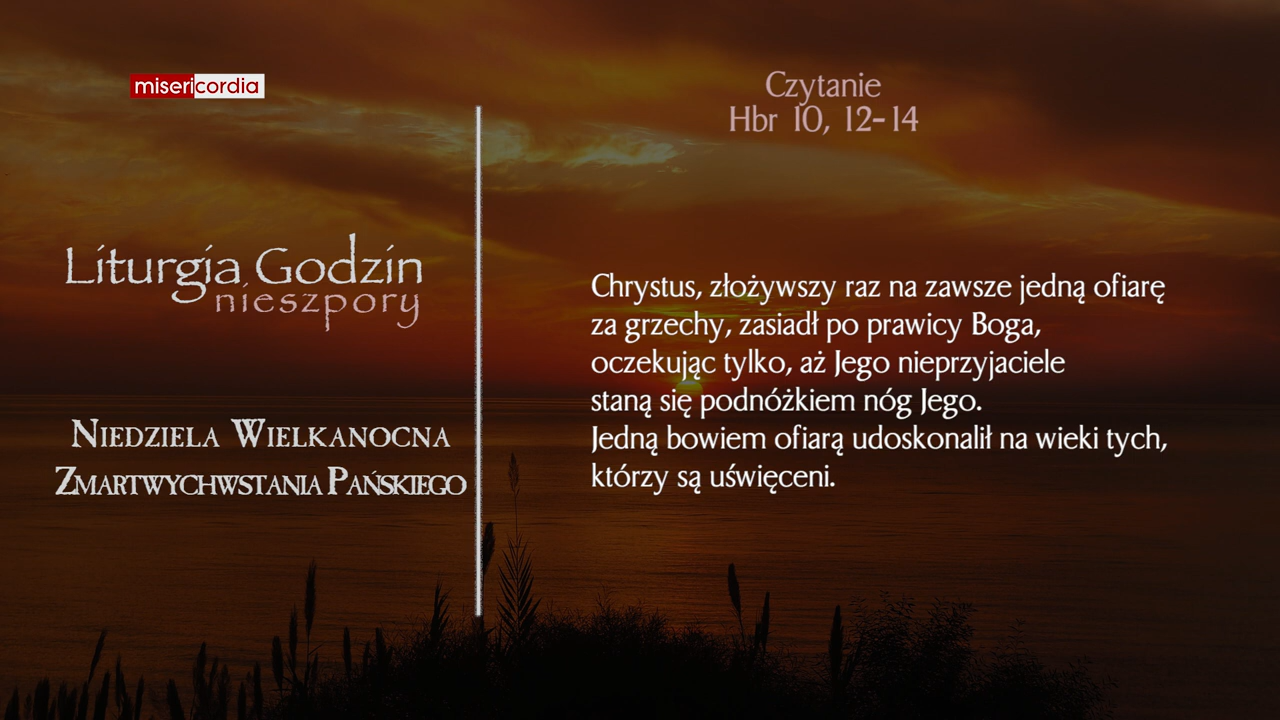 misericordia
Liturgia Godzin
nieszpory
Niedziela Wielkanocna
Zmartwychwstania Pańskiego
Czytanie
Hbr 10, 12-14
Chrystus, złożywszy raz na zawsze jedną ofiarę
za grzechy, zasiadł po prawicy Boga,
oczekując tylko, aż Jego nieprzyjaciele
staną się podnóżkiem nóg Jego.
Jedną bowiem ofiarą udoskonalił na wieki tych,
którzy są uświęceni.